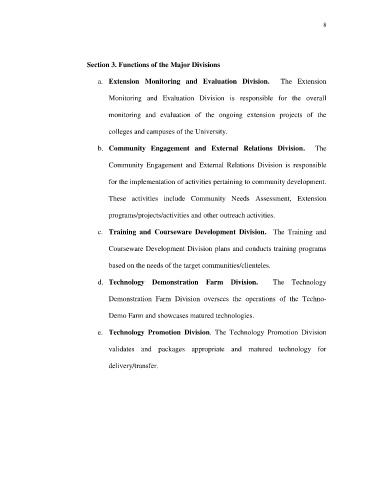 8
Section 3. Functions of the Major Divisions
a. Extension Monitoring and Evaluation Division. The Extension
Monitoring and Evaluation Division is responsible for the overall
monitoring and evaluation of the ongoing extension projects of the
colleges and campuses of the University.
b. Community Engagement and External Relations Division. The
Community Engagement and External Relations Division is responsible
for the implementation of activities pertaining to community development.
These activities include Community Needs Assessment, Extension
programs/projects/activities and other outreach activities.
c. Training and Courseware Development Division. The Training and
Courseware Development Division plans and conducts training programs
based on the needs of the target communities/clienteles.
d. Technology Demonstration Farm Division. The Technology
Demonstration Farm Division oversees the operations of the Techno-
Demo Farm and showcases matured technologies.
e. Technology Promotion Division. The Technology Promotion Division
validates and packages appropriate and matured technology for
delivery/transfer.